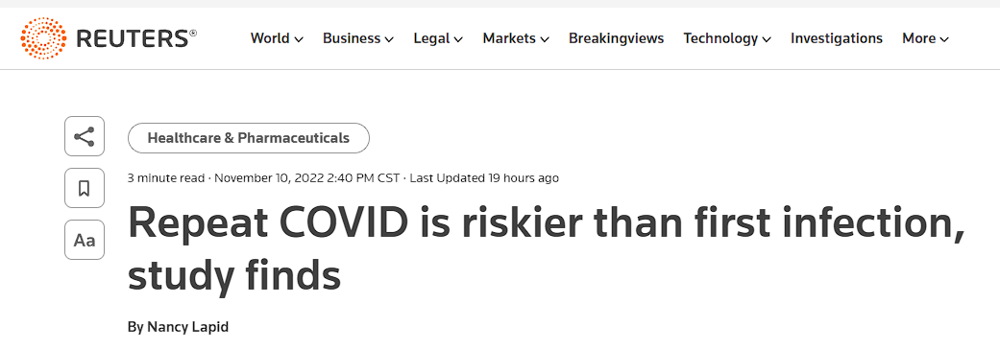 REUTERS®
World Business Legal Markets Breakingviews Technology Investigations More
Healthcare & Pharmaceuticals
3 minute read · November 10, 2022 2:40 PM CST · Last Updated 19 hours ago
Aa
Repeat COVID is riskier than first infection,
study finds
By Nancy Lapid